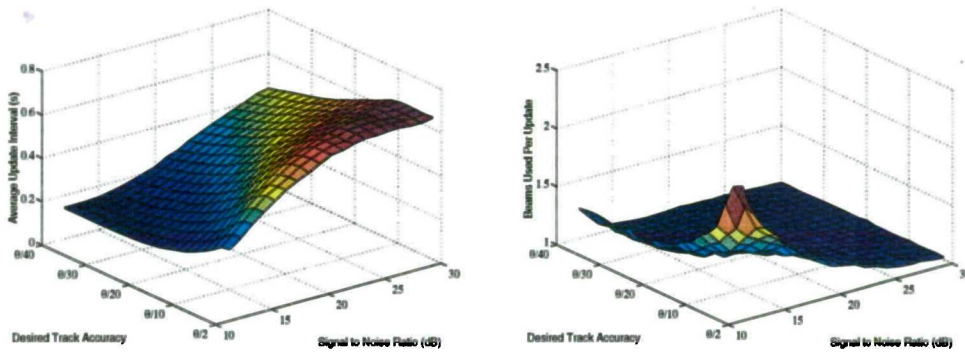 0.8
0.6
0.4
0.2
0
Average Update Interval (s)
θ/40
θ/30
θ/20
θ/10
θ/2
10
15
20
25
30
Desired Track Accuracy
Signal to Noise Ratio (dB)
2.5
2
1.5
1
Beams Used Per Update
θ/40
θ/30
θ/20
θ/10
θ/2
10
15
20
25
3
Desired Track Accuracy
Signal to Noise Ratio (dB)